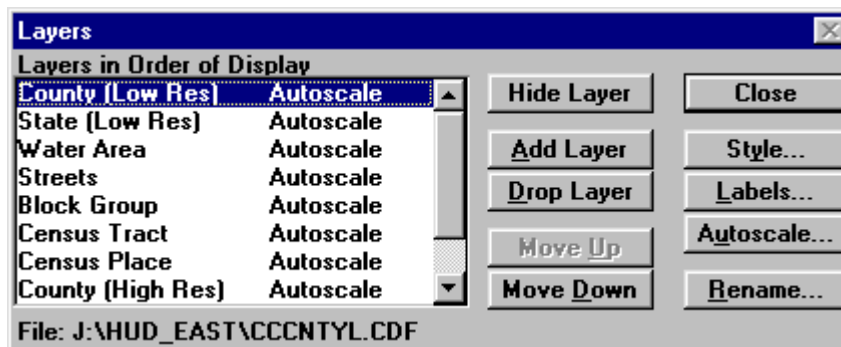 Layers
Layers in Order of Display
County (Low Res) Autoscale
State (Low Res) Autoscale
Water Area Autoscale
Streets Autoscale
Block Group Autoscale
Census Tract Autoscale
Census Place Autoscale
County (High Res) Autoscale
Hide Layer
Add Layer
Drop Layer
Move Up
Move Down
Close
Style...
Labels...
Autoscale...
Rename...
File: J:\HUD_EAST\CCCNTYL.CDF